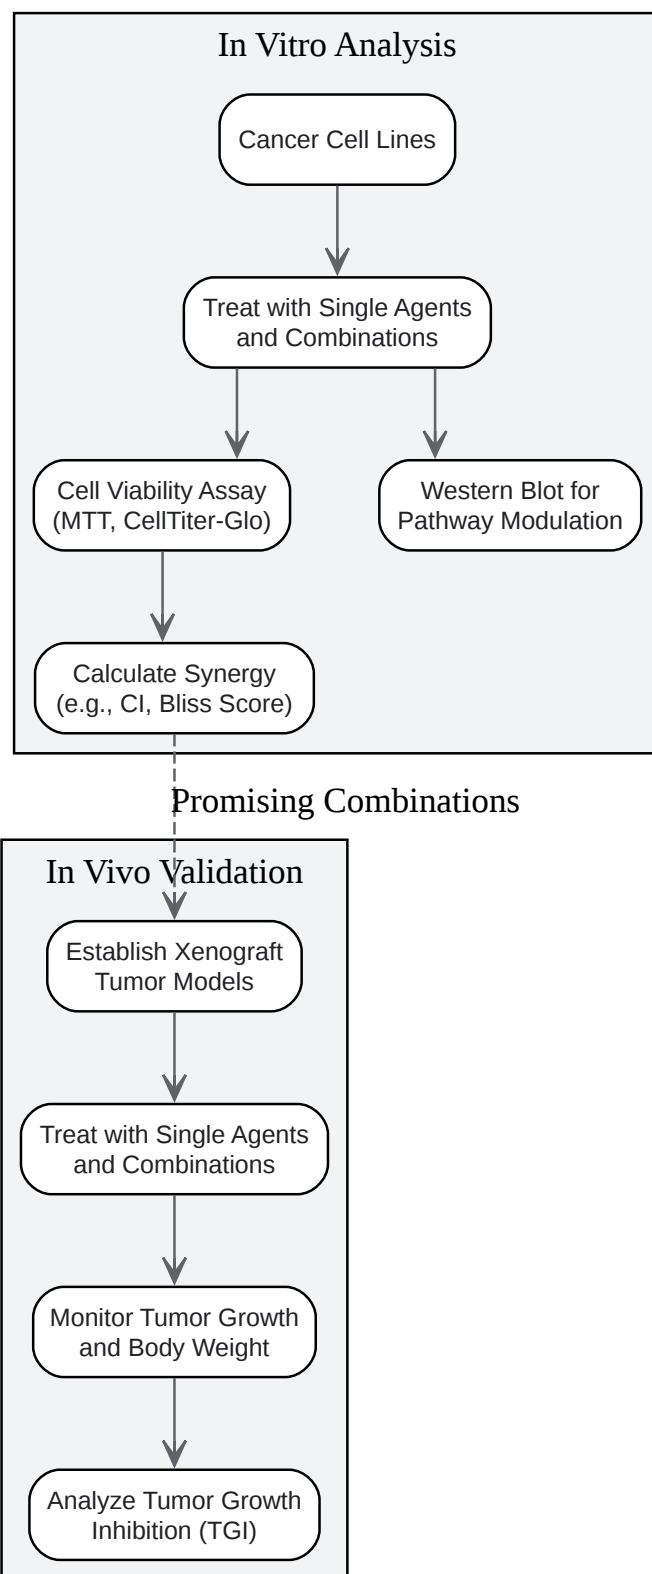 In Vitro Analysis
Cancer Cell Lines
Treat with Single Agents
and Combinations
Cell Viability Assay
(MTT, CellTiter-Glo)
Western Blot for
Pathway Modulation
Calculate Synergy
(e.g., CI, Bliss Score)
Promising Combinations
In Vivo Validation
Establish Xenograft
Tumor Models
Treat with Single Agents
and Combinations
Monitor Tumor Growth
and Body Weight
Analyze Tumor Growth
Inhibition (TGI)